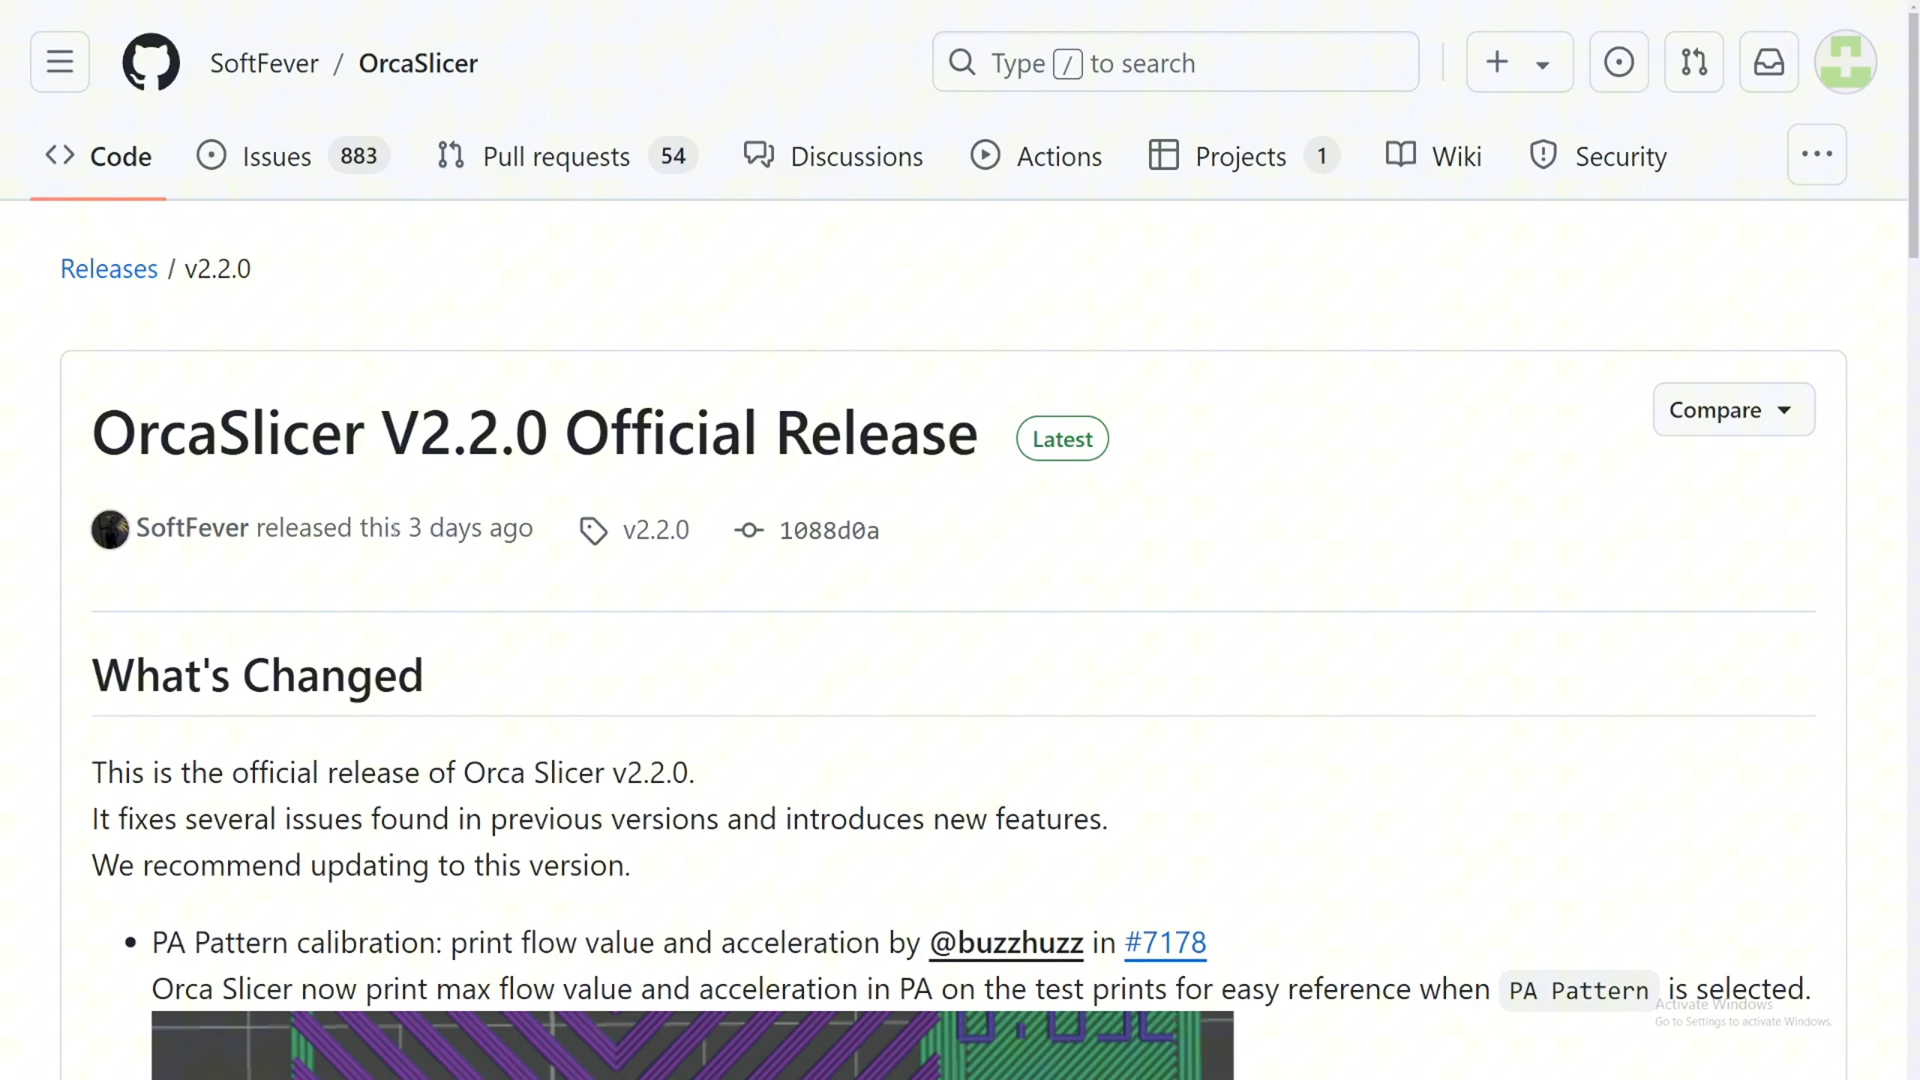 SoftFever / OrcaSlicer
Type / to search
Code
Issues 883
Pull requests 54
Discussions
Actions
Projects 1
Wiki
Security
Releases / v2.2.0
OrcaSlicer V2.2.0 Official Release
Latest
Compare
SoftFever released this 3 days ago
v2.2.0
1088d0a
What's Changed
This is the official release of Orca Slicer v2.2.0.
It fixes several issues found in previous versions and introduces new features.
We recommend updating to this version.
• PA Pattern calibration: print flow value and acceleration by @buzzhuzz in #7178
Orca Slicer now print max flow value and acceleration in PA on the test prints for easy reference when PA Pattern is selected.
Activate Windows
Go to Settings to activate Windows.